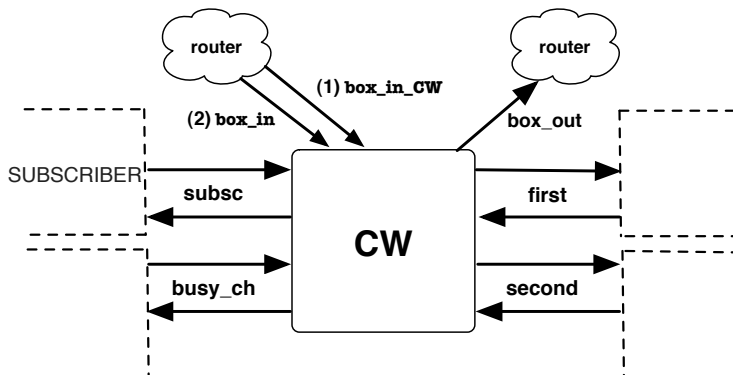 router
router
(1) box_in_CW
(2) box_in
box_out
SUBSCRIBER
subsc
first
CW
busy_ch
second